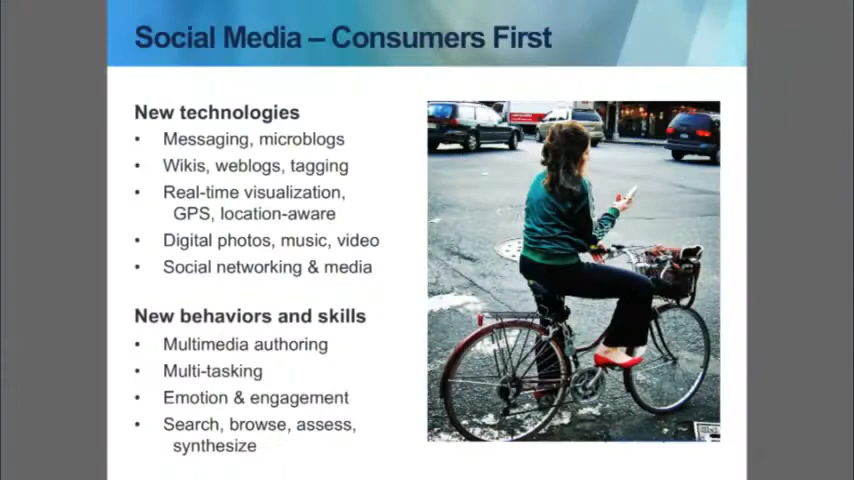 Social Media – Consumers First
New technologies
• Messaging, microblogs
• Wikis, weblogs, tagging
• Real-time visualization,
GPS, location-aware
• Digital photos, music, video
• Social networking & media
New behaviors and skills
• Multimedia authoring
• Multi-tasking
• Emotion & engagement
• Search, browse, assess,
synthesize